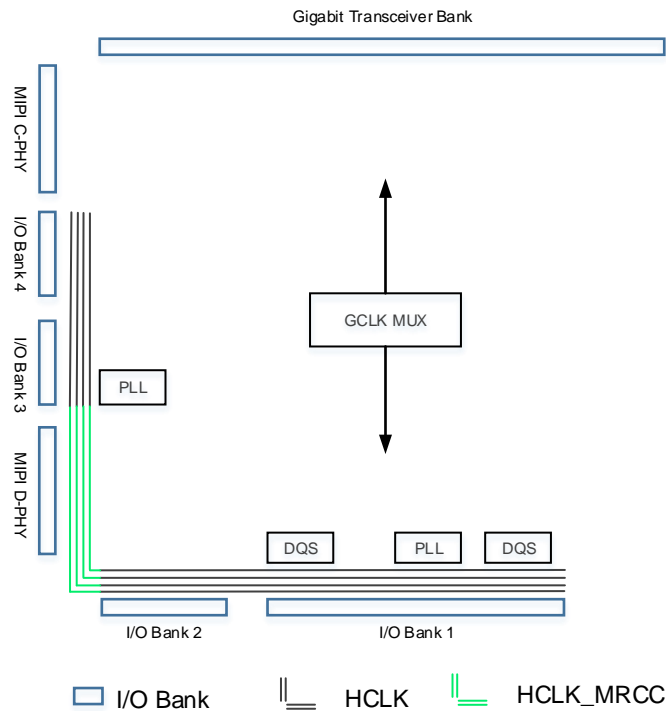 Gigabit Transceiver Bank
MIPI C-PHY
I/O Bank 4
GCLK MUX
I/O Bank 3
PLL
MIPI D-PHY
DQS
PLL
DQS
I/O Bank 2
I/O Bank 1
I/O Bank
HCLK
HCLK_MRCC